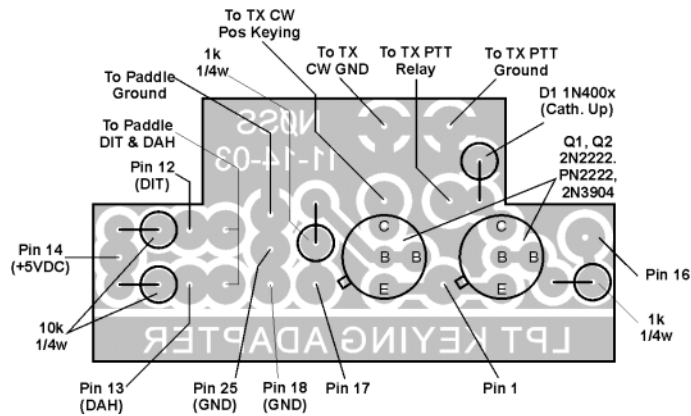 To TX CW
Pos Keying
1k
1/4w
To TX
CW GND
To TX PTT
Relay
To TX PTT
Ground
To Paddle
Ground
D1 1N400x
(Cath. Up)
NØSS
To Paddle
DIT & DAH
11-14-03
Q1, Q2
2N2222.
PN2222,
2N3904
Pin 12
(DIT)
C
B B
E
C
B B
E
Pin 14
(+5VDC)
Pin 16
10k
1/4w
1k
1/4w
LPT KEYING ADAPTER
Pin 13
(DAH)
Pin 25
(GND)
Pin 18
(GND)
Pin 17
Pin 1